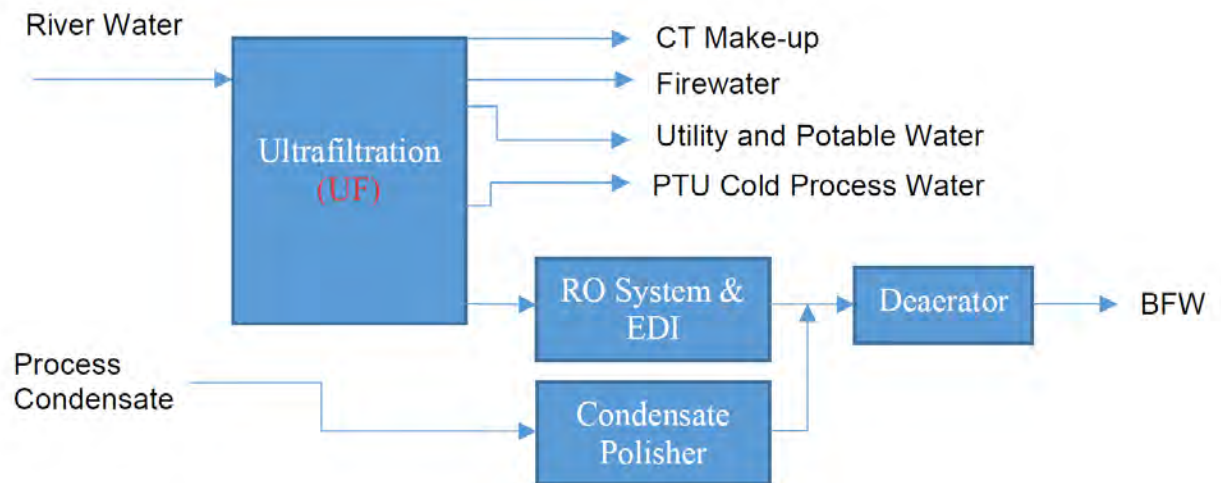 River Water
CT Make-up
Firewater
Ultrafiltration
(UF)
Utility and Potable Water
PTU Cold Process Water
RO System &
EDI
Deaerator
BFW
Process
Condensate
Condensate
Polisher